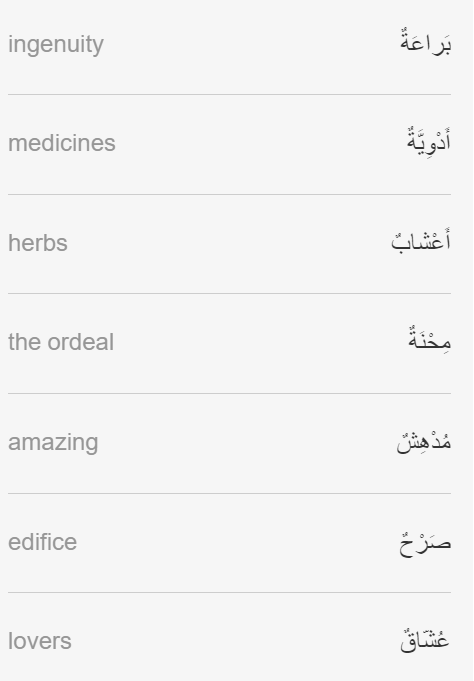 ingenuity بَراعَةٌ
medicines أَدْوِيَّةٌ
herbs أَعْشابٌ
the ordeal مِحْنَةٌ
amazing مُدْهِشٌ
edifice صَرْحٌ
lovers عُشّاقٌ